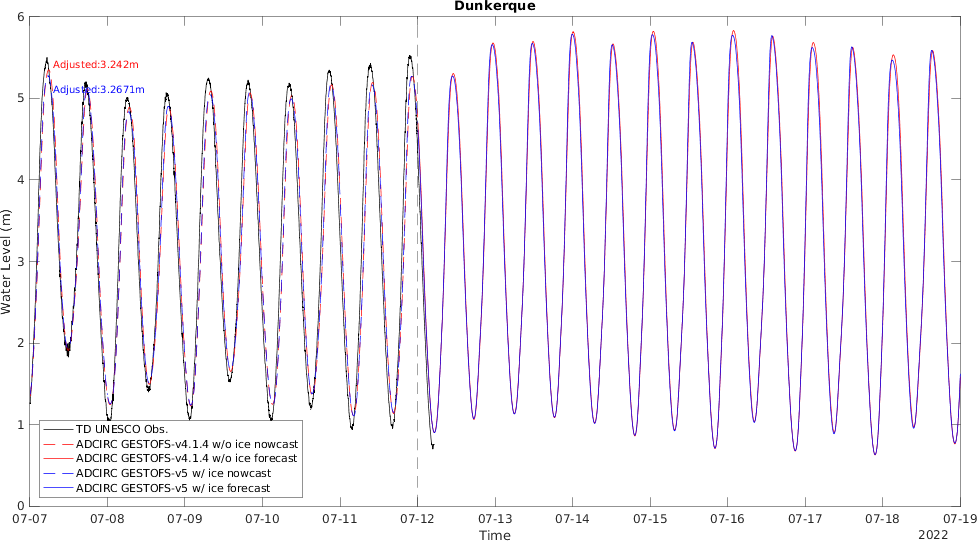 Dunkerque
6
Adjusted:3.242m
Adjusted:3.2671m
5
4
3
2
1
0
Water Level (m)
TD UNESCO Obs.
ADCIRC GESTOFS-v4.1.4 w/o ice nowcast
ADCIRC GESTOFS-v4.1.4 w/o ice forecast
ADCIRC GESTOFS-v5 w/ ice nowcast
ADCIRC GESTOFS-v5 w/ ice forecast
07-07 07-08 07-09 07-10 07-11 07-12 07-13 07-14 07-15 07-16 07-17 07-18 07-19
Time
2022